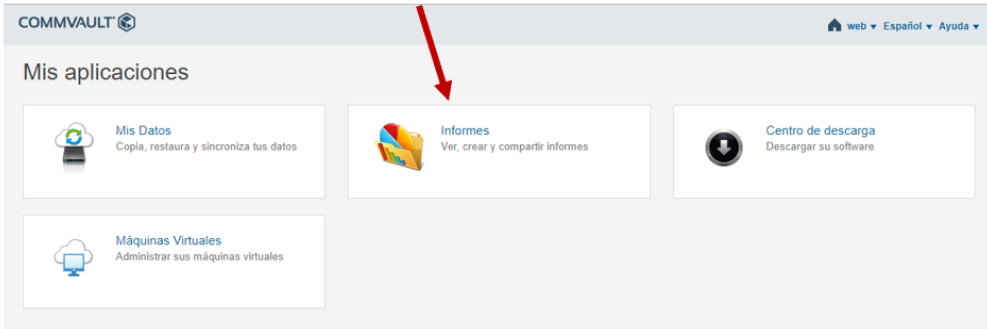 COMMVAULT
web Español Ayuda
Mis aplicaciones
Mis Datos
Copia, restaura y sincroniza tus datos
Informes
Ver, crear y compartir informes
Centro de descarga
Descargar su software
Máquinas Virtuales
Administrar sus máquinas virtuales